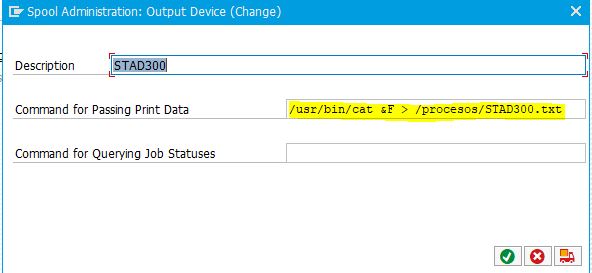 Spool Administration: Output Device (Change)
Description STAD300
Command for Passing Print Data /usr/bin/cat &F > /procesos/STAD300.txt
Command for Querying Job Statuses